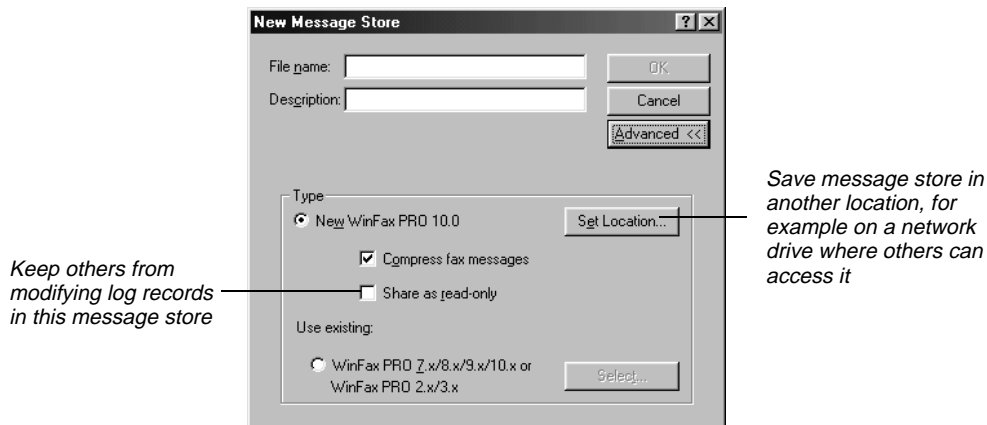 New Message Store
File name:
OK
Description:
Cancel
Advanced <<
Type
New WinFax PRO 10.0
Set Location...
Compress fax messages
Share as read-only
Use existing:
WinFax PRO 7.x/8.x/9.x/10.x or
WinFax PRO 2.x/3.x
Select...
Keep others from
modifying log records
in this message store
Save message store in
another location, for
example on a network
drive where others can
access it